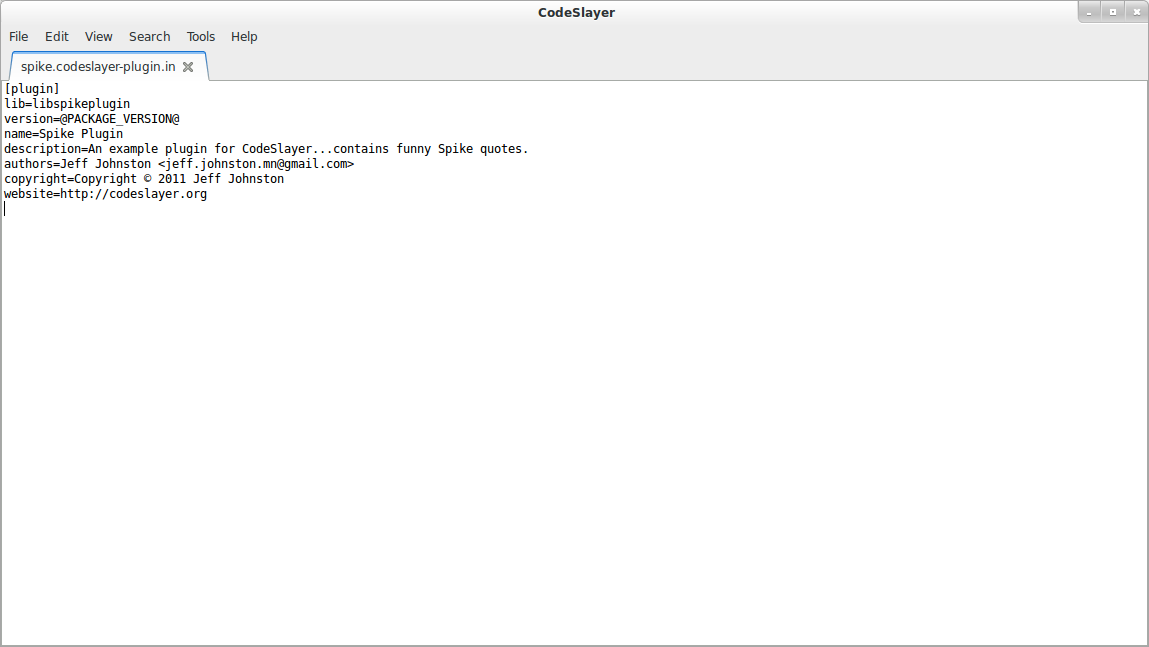 CodeSlayer
File Edit View Search Tools Help
spike.codeslayer-plugin.in
[plugin]
lib=libspikeplugin
version=@PACKAGE_VERSION@
name=Spike Plugin
description=An example plugin for CodeSlayer...contains funny Spike quotes.
authors=Jeff Johnston <jeff.johnston.mn@gmail.com>
copyright=Copyright © 2011 Jeff Johnston
website=http://codeslayer.org